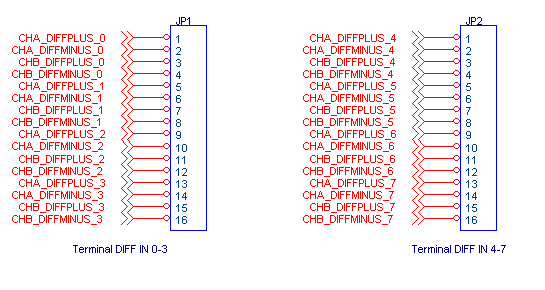 JP1
CHA_DIFFPLUS_0 1
CHA_DIFFMINUS_0 2
CHB_DIFFPLUS_0 3
CHB_DIFFMINUS_0 4
CHA_DIFFPLUS_1 5
CHA_DIFFMINUS_1 6
CHB_DIFFPLUS_1 7
CHB_DIFFMINUS_1 8
CHA_DIFFPLUS_2 9
CHA_DIFFMINUS_2 10
CHB_DIFFPLUS_2 11
CHB_DIFFMINUS_2 12
CHA_DIFFPLUS_3 13
CHA_DIFFMINUS_3 14
CHB_DIFFPLUS_3 15
CHB_DIFFMINUS_3 16
Terminal DIFF IN 0-3
JP2
CHA_DIFFPLUS_4 1
CHA_DIFFMINUS_4 2
CHB_DIFFPLUS_4 3
CHB_DIFFMINUS_4 4
CHA_DIFFPLUS_5 5
CHA_DIFFMINUS_5 6
CHB_DIFFPLUS_5 7
CHB_DIFFMINUS_5 8
CHA_DIFFPLUS_6 9
CHA_DIFFMINUS_6 10
CHB_DIFFPLUS_6 11
CHB_DIFFMINUS_6 12
CHA_DIFFPLUS_7 13
CHA_DIFFMINUS_7 14
CHB_DIFFPLUS_7 15
CHB_DIFFMINUS_7 16
Terminal DIFF IN 4-7